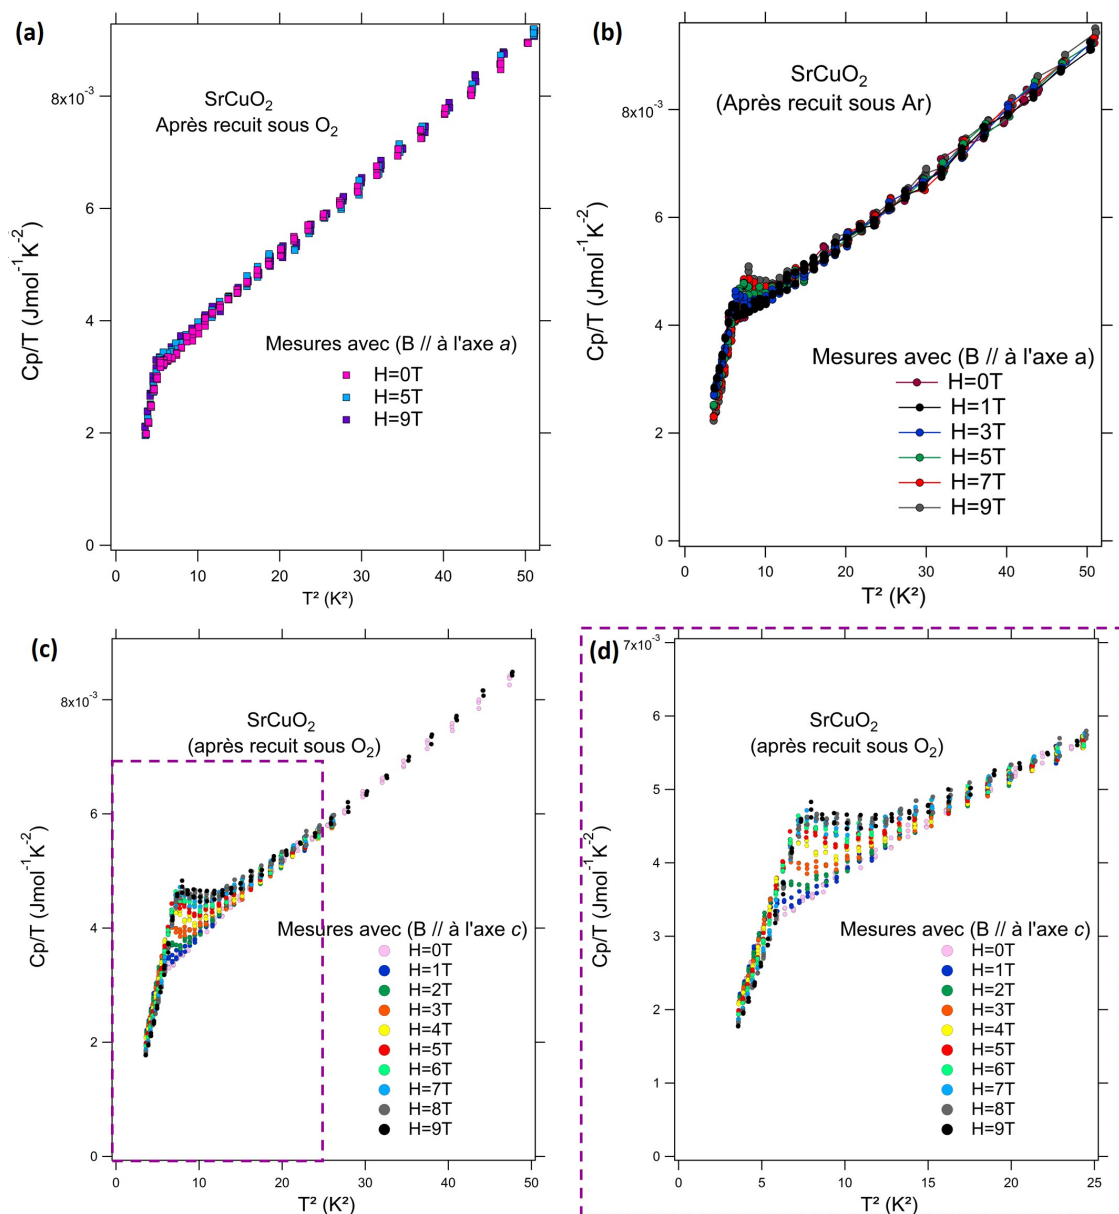 (a)
SrCuO₂
Après recuit sous O₂
Mesures avec (B // à l'axe a)
H=0T
H=5T
H=9T
8x10⁻³
6
4
2
0
Cp/T (Jmol⁻¹K⁻²)
0 10 20 30 40 50
T² (K²)
(b)
SrCuO₂
(Après recuit sous Ar)
Mesures avec (B // à l'axe a)
H=0T
H=1T
H=3T
H=5T
H=7T
H=9T
8x10⁻³
6
4
2
0
Cp/T (Jmol⁻¹K⁻²)
0 10 20 30 40 50
T² (K²)
(c)
SrCuO₂
(après recuit sous O₂)
Mesures avec (B // à l'axe c)
H=0T
H=1T
H=2T
H=3T
H=4T
H=5T
H=6T
H=7T
H=8T
H=9T
8x10⁻³
6
4
2
0
Cp/T (Jmol⁻¹K⁻²)
0 10 20 30 40 50
T² (K²)
(d)
SrCuO₂
(après recuit sous O₂)
Mesures avec (B // à l'axe c)
H=0T
H=1T
H=2T
H=3T
H=4T
H=5T
H=6T
H=7T
H=8T
H=9T
7x10⁻³
6
5
4
3
2
1
0
Cp/T (Jmol⁻¹K⁻²)
0 5 10 15 20 25
T² (K²)